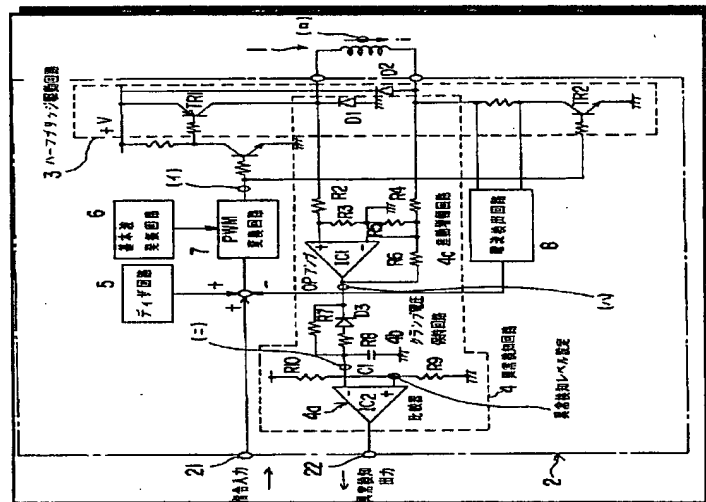 3 ハーフブリッジ駆動回路
+V
TR1
D1
D2
TR2
1
(ロ)
i
(イ)
6
基本波
発振回路
7
PWM
変換回路
5
ディザ回路
+
+
-
R2
R3
R4
R5
R6
+
-
IC1
OPアンプ
4c 差動増幅回路
電流検出回路
8
(ハ)
R7
D3
R8
C1
4b
クランプ電圧
保持回路
(ニ)
R10
R9
4a
-
+
IC2
比較器
4 異常検知回路
異常検知レベル設定
21
信号入力
22
異常検知
出力
2